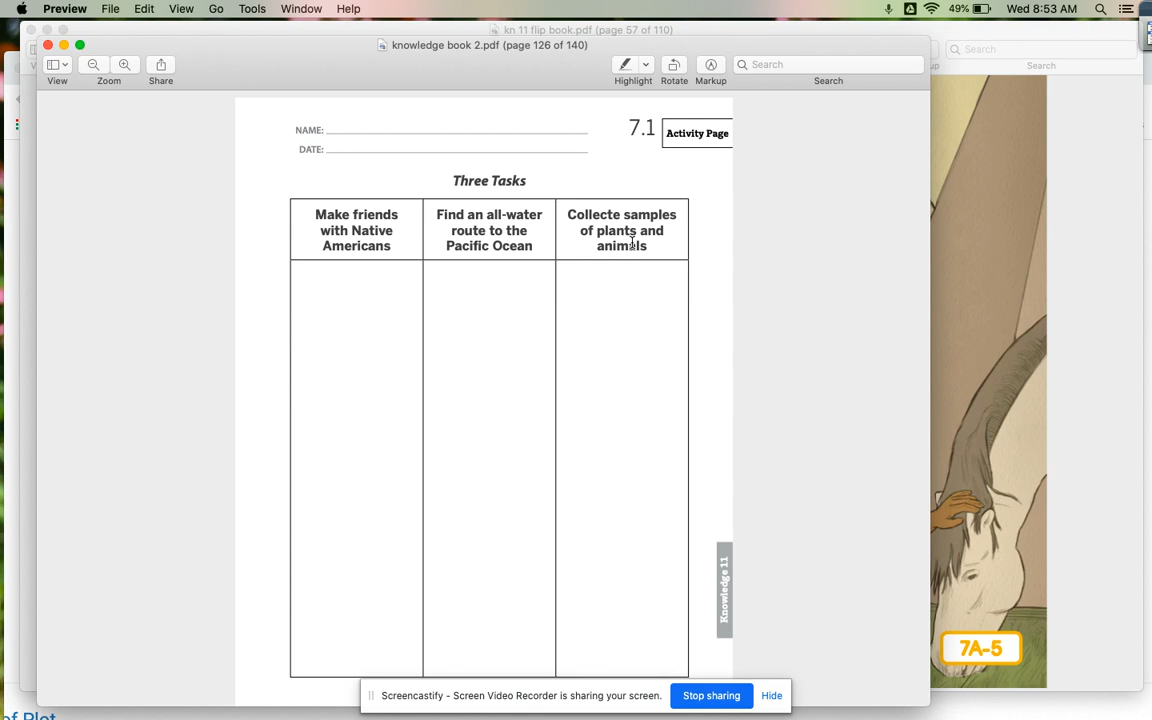 Preview File Edit View Go Tools Window Help 49% Wed 8:53 AM
kn 11 flip book.pdf (page 57 of 110)
knowledge book 2.pdf (page 126 of 140)
Search
Search
View Zoom Share Highlight Rotate Markup Search
Search
NAME:
DATE:
7.1 Activity Page
Three Tasks
Make friends
with Native
Americans
Find an all-water
route to the
Pacific Ocean
Collecte samples
of plants and
animals
Knowledge 11
7A-5
Screencastify - Screen Video Recorder is sharing your screen. Stop sharing Hide
of Plot